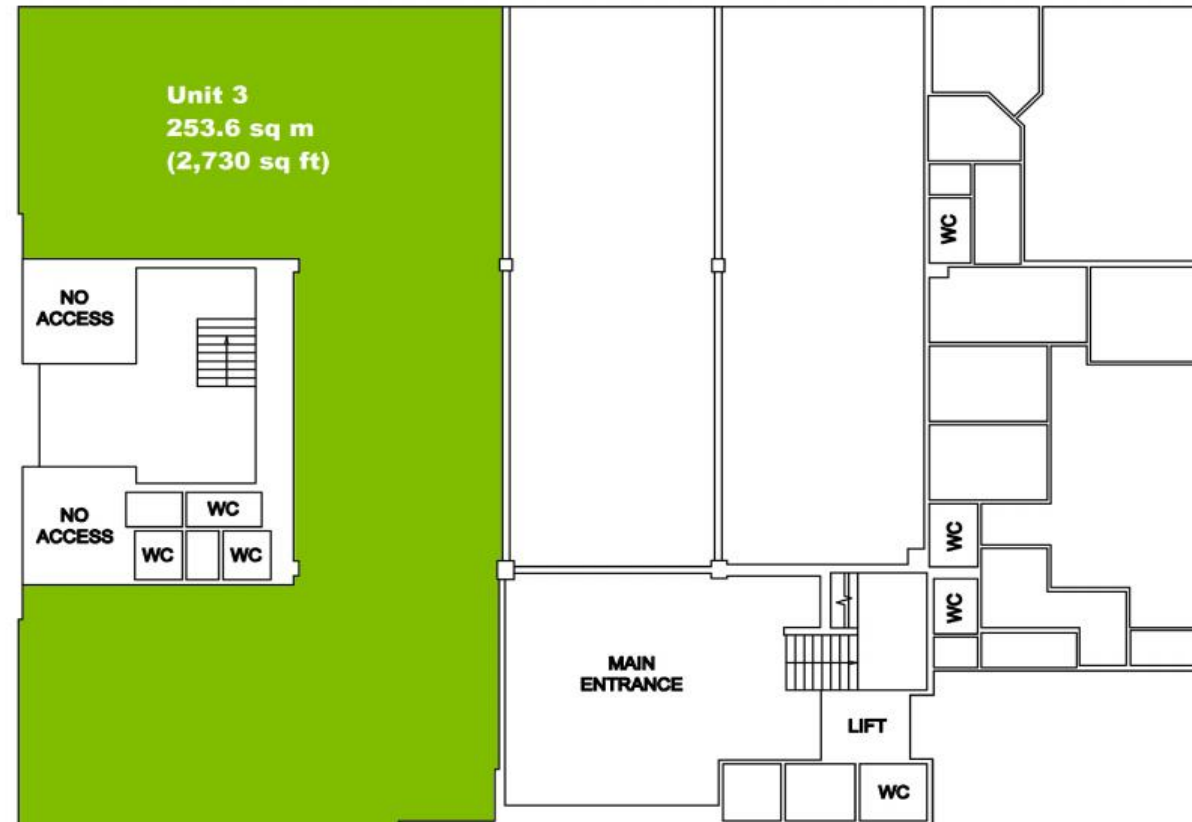 Unit 3
253.6 sq m
(2,730 sq ft)
WC
NO
ACCESS
NO
ACCESS
WC
WC
WC
WC
WC
MAIN
ENTRANCE
LIFT
WC